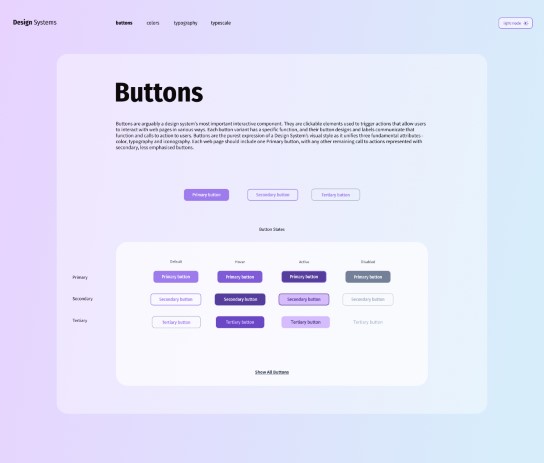 Design Systems
buttons
colors
typography
typescale
light mode
Buttons
Buttons are arguably a design system's most important interactive component. They are clickable elements used to trigger actions that allow users
to interact with web pages in various ways. Each button variant has a specific function, and their button designs and labels communicate that
function and calls to action to users. Buttons are the purest expression of a Design System's visual style as it unifies three fundamental attributes-
color, typography and iconography. Each web page should include one Primary button, with any other remaining call to actions represented with
secondary, less emphasised buttons.
Primary button
Secondary button
Tertiary button
Button States
Default
Hover
Active
Disabled
Primary
Primary button
Primary button
Primary button
Primary button
Secondary
Secondary button
Secondary button
Secondary button
Secondary button
Tertiary
Tertiary button
Tertiary button
Tertiary button
Tertiary button
Show All Buttons